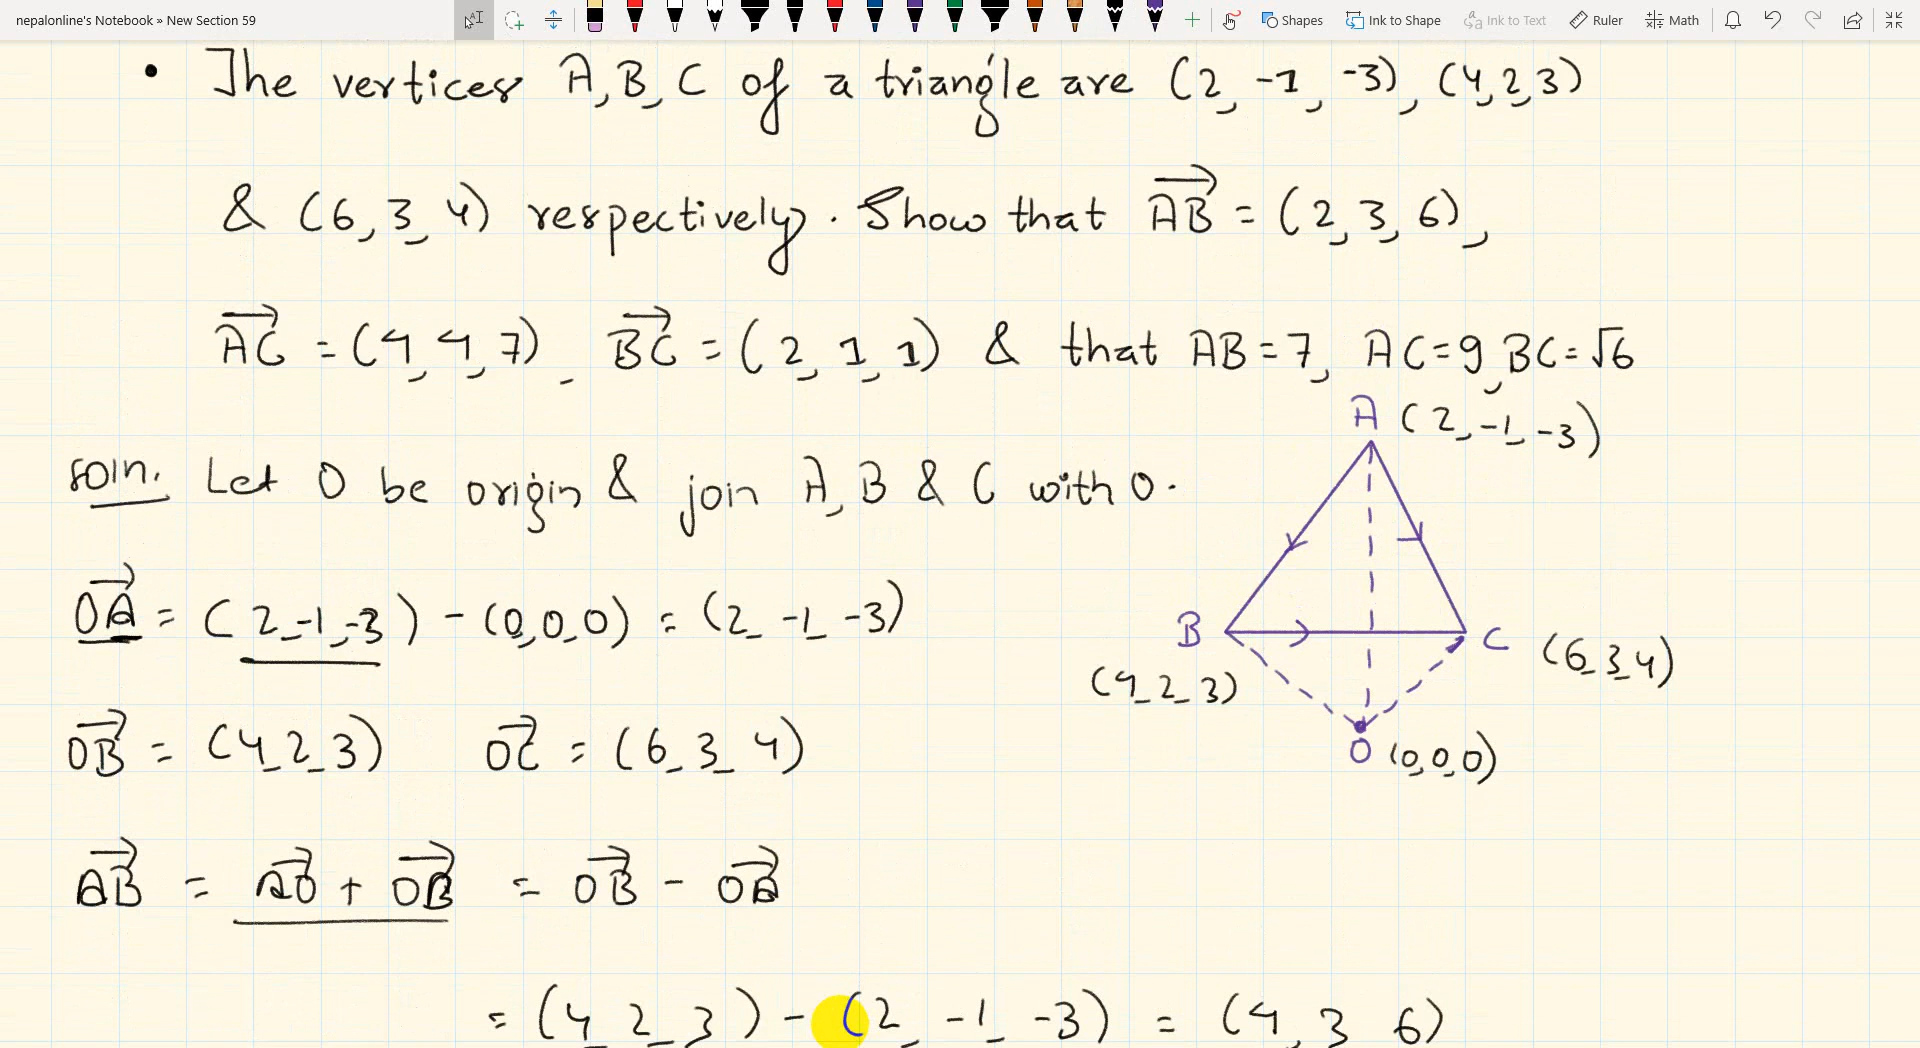 nepalonline's Notebook » New Section 59
Shapes Ink to Shape Ink to Text Ruler Math
• The vertices A, B, C of a triangle are (2, -1, -3), (4, 2, 3)
& (6, 3, 4) respectively. Show that AB⃗ = (2, 3, 6),
AC⃗ = (4, 4, 7), BC⃗ = (2, 1, 1) & that AB = 7, AC = 9, BC = √6
soln. Let O be origin & join A, B & C with O.
OA⃗ = (2, -1, -3) - (0, 0, 0) = (2, -1, -3)
OB⃗ = (4, 2, 3) OC⃗ = (6, 3, 4)
AB⃗ = AO⃗ + OB⃗ = OB⃗ - OA⃗
= (4, 2, 3) - (2, -1, -3) = (4, 3, 6)
A (2, -1, -3)
B
(4, 2, 3)
C (6, 3, 4)
O (0, 0, 0)